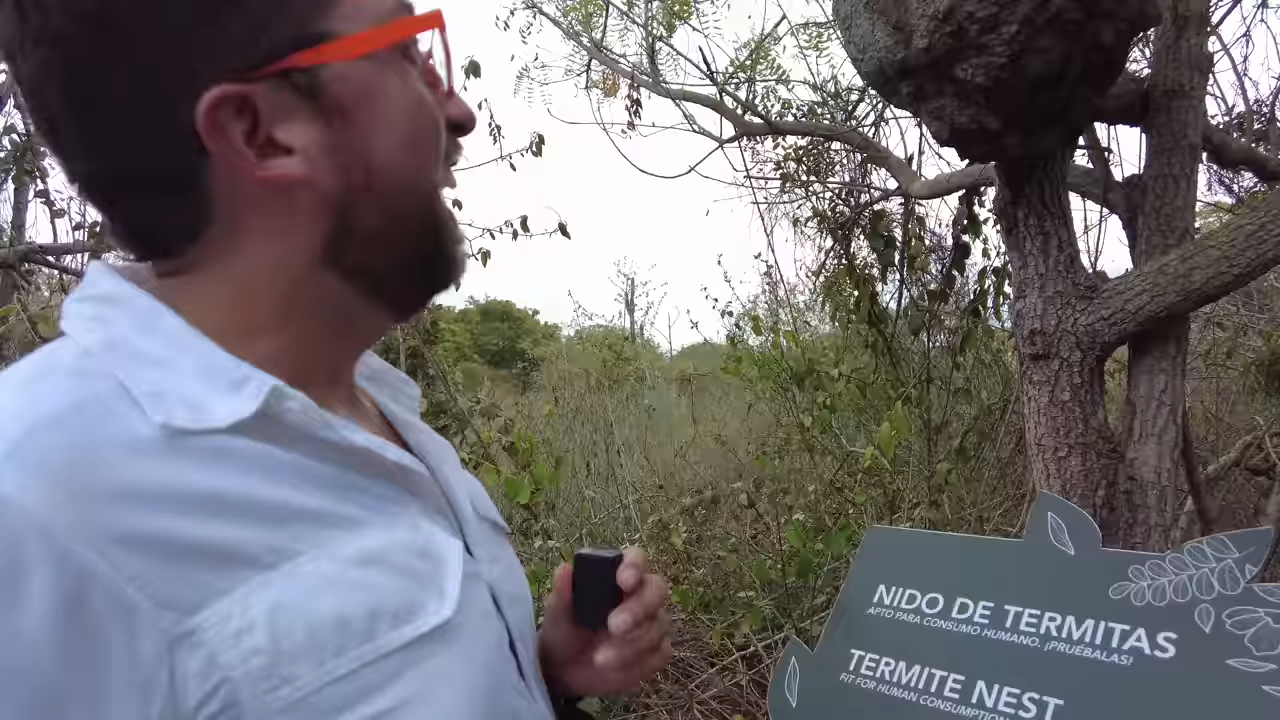 NIDO DE TERMITAS
APTO PARA CONSUMO HUMANO. ¡PRUÉBALAS!
TERMITE NEST
FIT FOR HUMAN CONSUMPTION